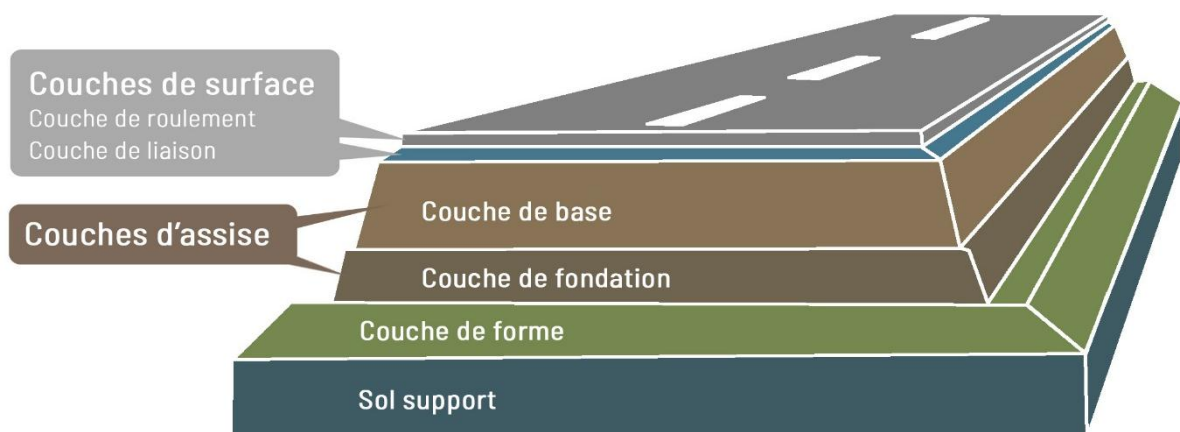 Couches de surface
Couche de roulement
Couche de liaison
Couches d’assise
Couche de base
Couche de fondation
Couche de forme
Sol support